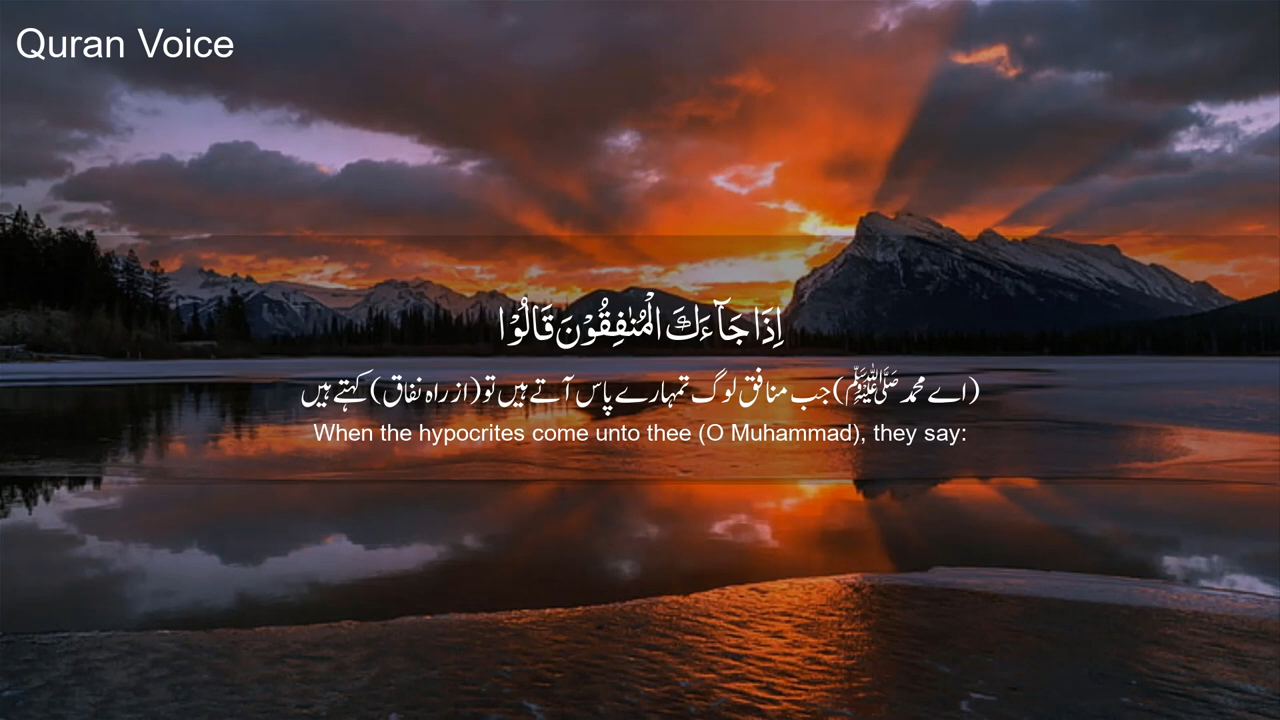 Quran Voice
اِذَا جَآءَكَ الْمُنٰفِقُوْنَ قَالُوْا
(اے محمد ﷺ) جب منافق لوگ تمہارے پاس آتے ہیں تو (از راہ نفاق) کہتے ہیں
When the hypocrites come unto thee (O Muhammad), they say: